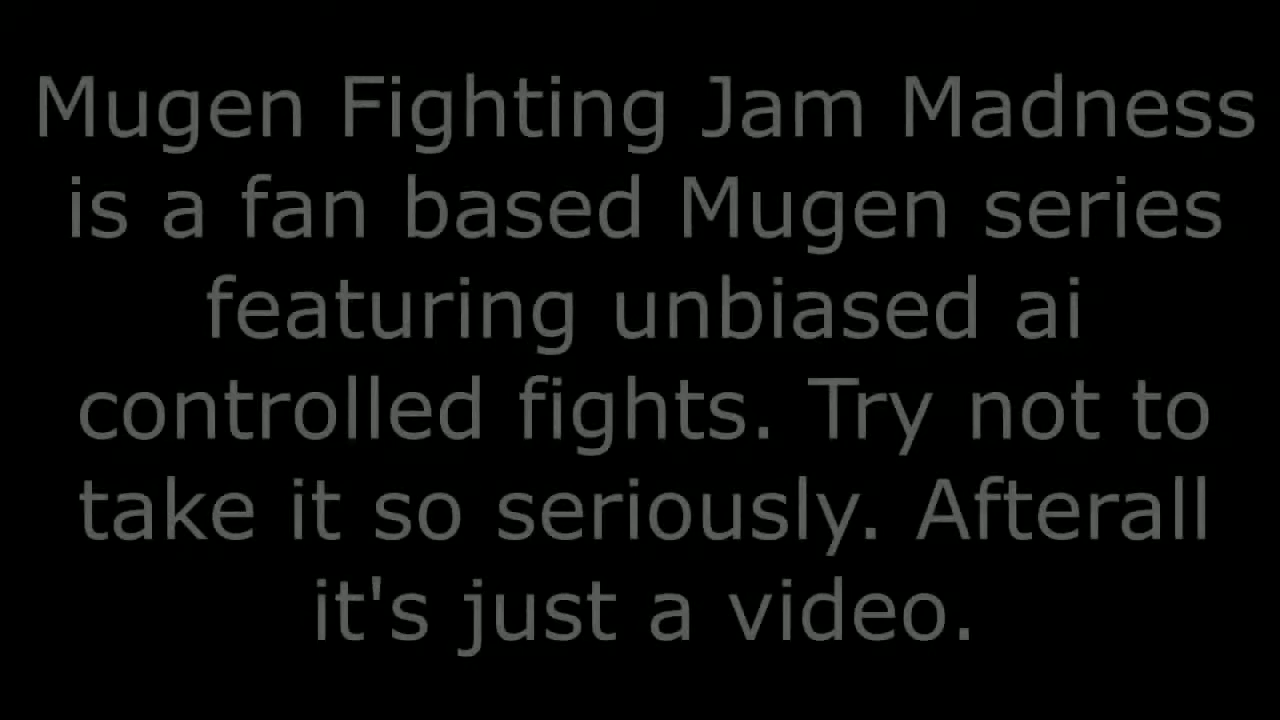 Mugen Fighting Jam Madness
is a fan based Mugen series
featuring unbiased ai
controlled fights. Try not to
take it so seriously. Afterall
it's just a video.